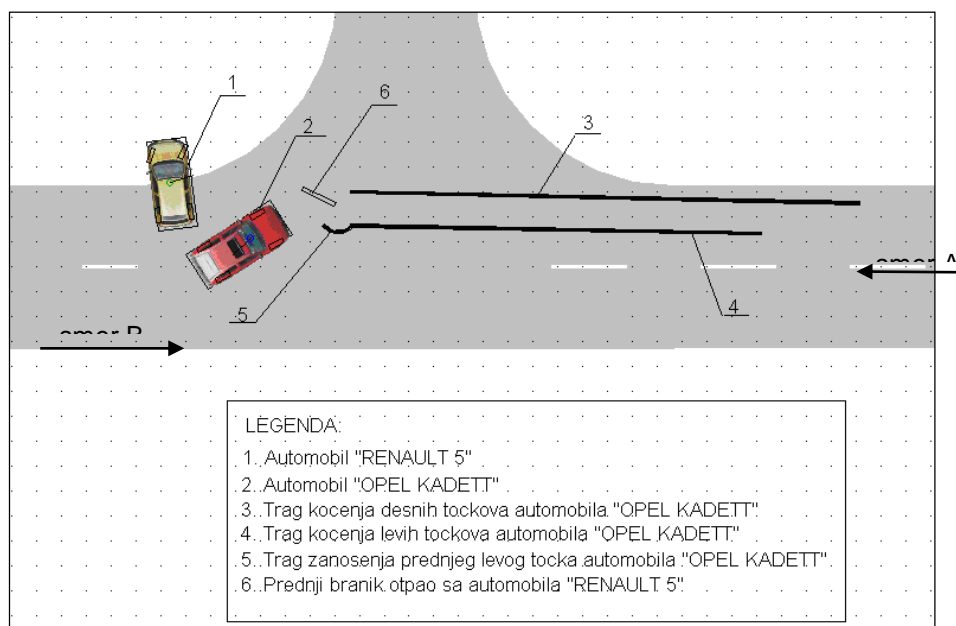 1
6
2
3
5
4
smer
LEGENDA:
1. Automobil "RENAULT 5"
2. Automobil "OPEL KADETT"
3. Trag kocenja desnih tockova automobila "OPEL KADETT"
4. Trag kocenja levih tockova automobila "OPEL KADETT"
5. Trag zanosenja prednjeg levog tocka automobila "OPEL KADETT"
6. Prednji branik otpao sa automobila "RENAULT 5"